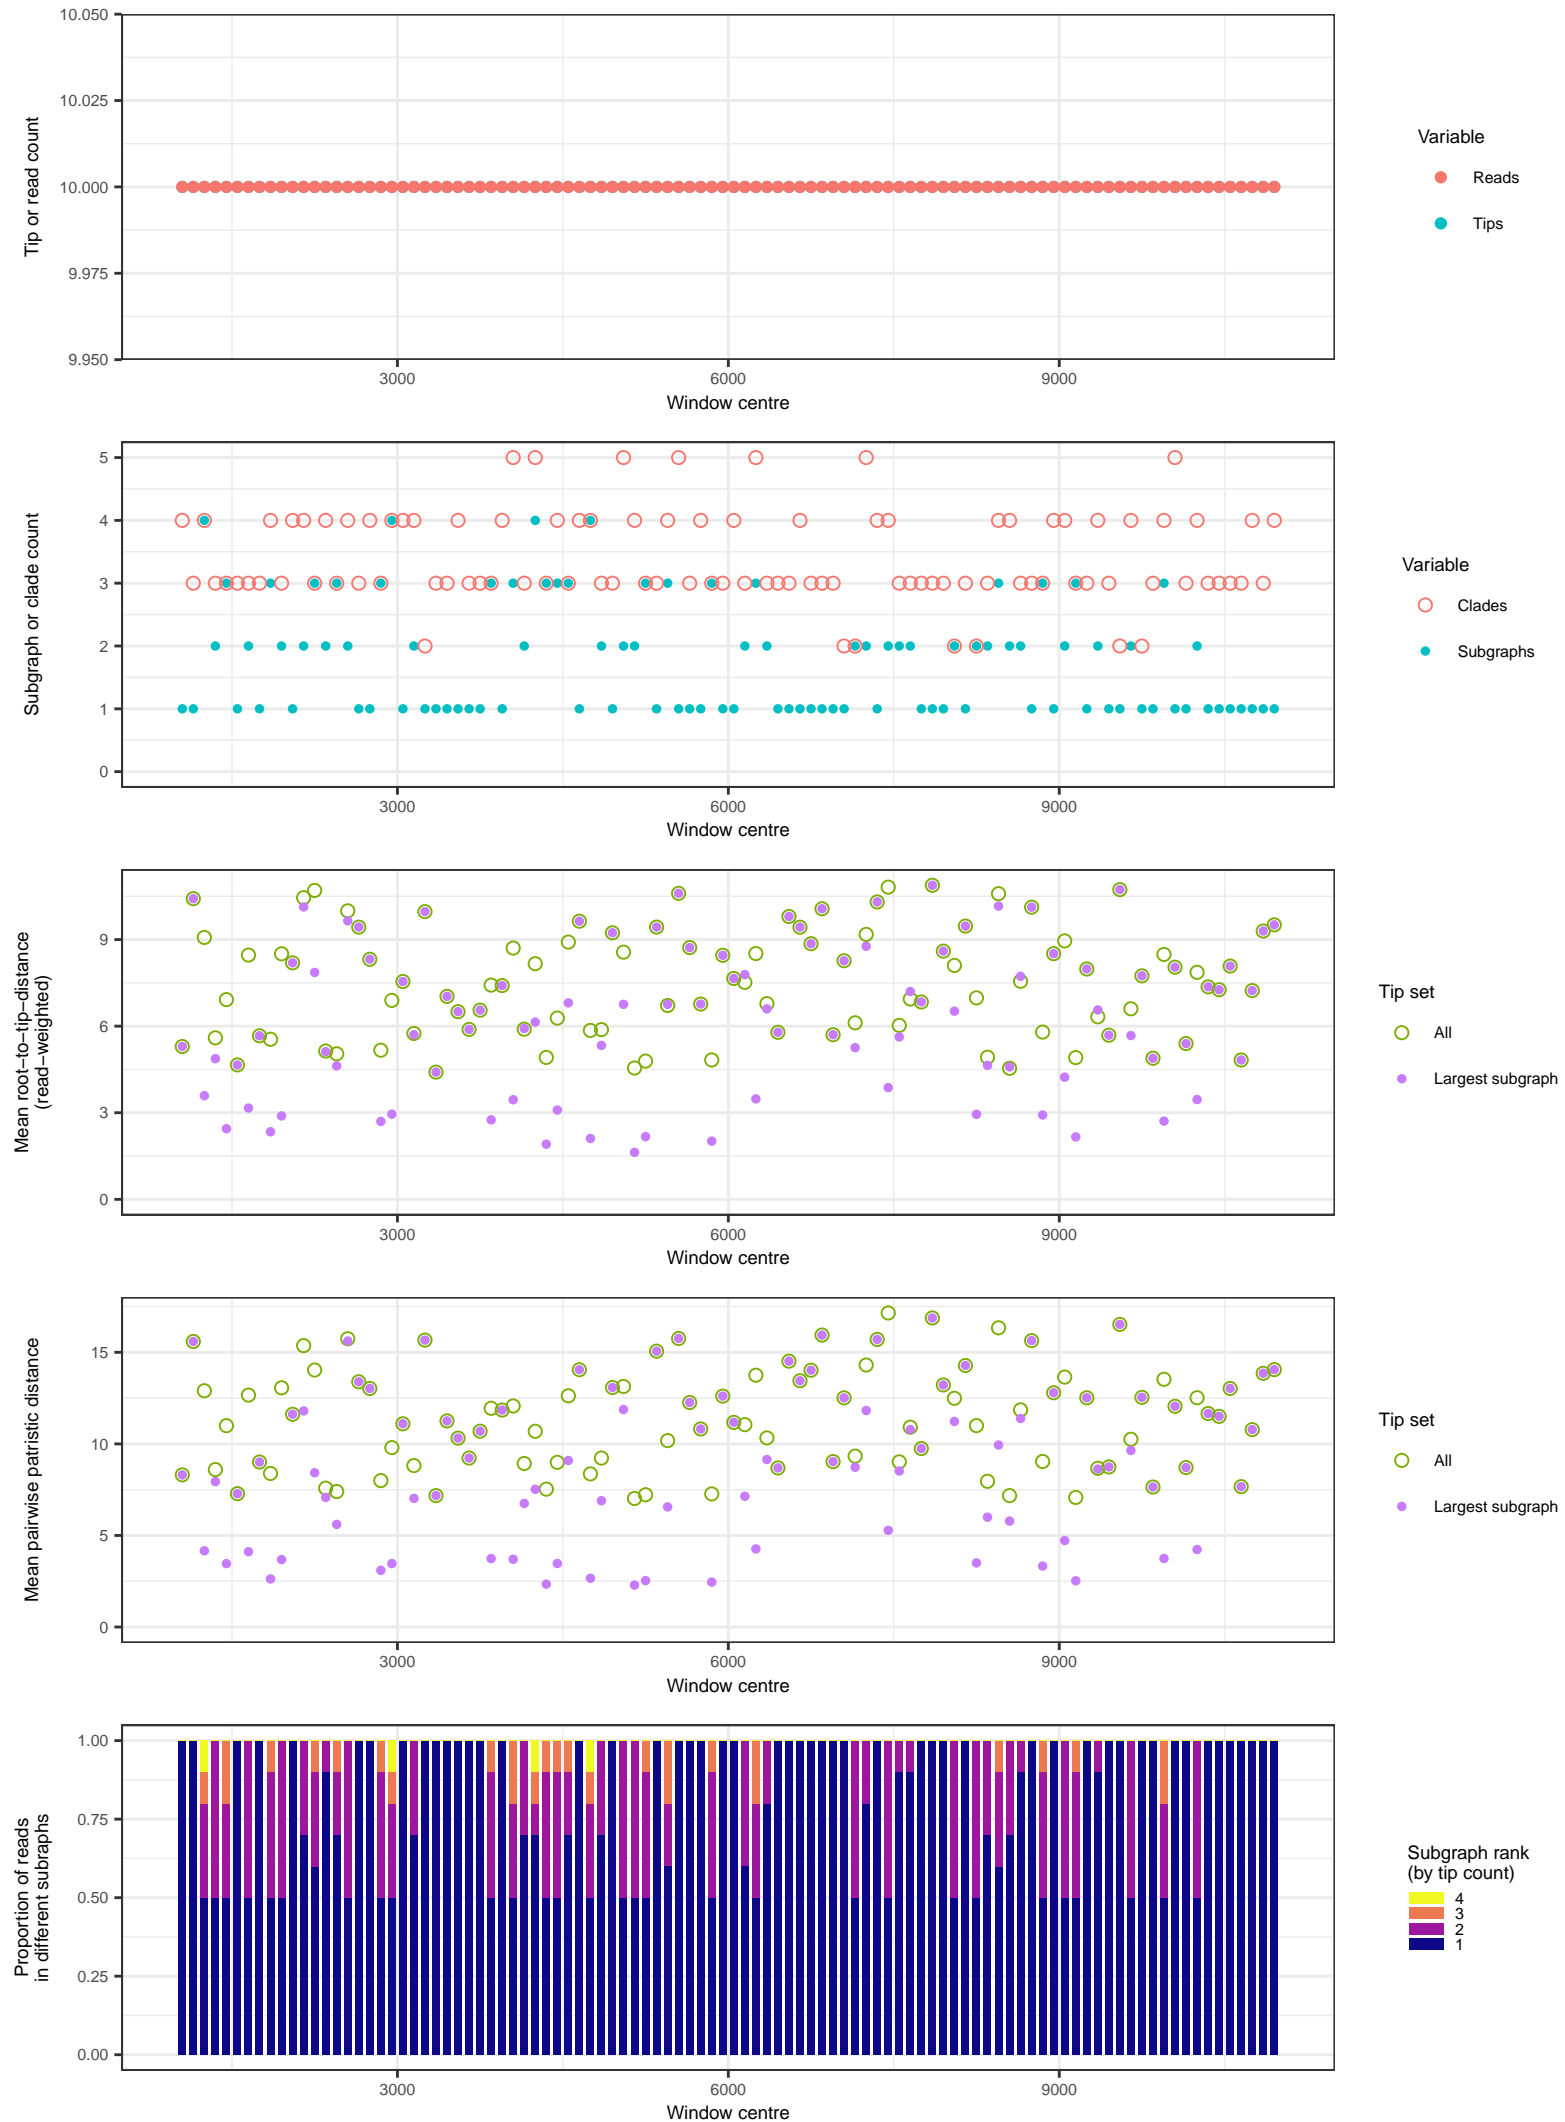 10.050
10.025
10.000
9.975
9.950
Tip or read count
3000
6000
9000
Window centre
Variable
Reads
Tips
5
4
3
2
1
0
Subgraph or clade count
3000
6000
9000
Window centre
Variable
Clades
Subgraphs
9
6
3
0
Mean root−to−tip−distance
(read−weighted)
3000
6000
9000
Window centre
Tip set
All
Largest subgraph
15
10
5
0
Mean pairwise patristic distance
3000
6000
9000
Window centre
Tip set
All
Largest subgraph
1.00
0.75
0.50
0.25
0.00
Proportion of reads
in different subraphs
3000
6000
9000
Window centre
Subgraph rank
(by tip count)
4
3
2
1